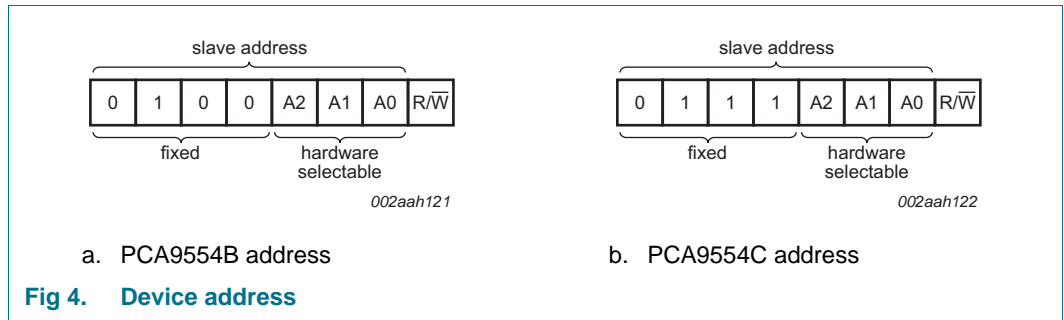 slave address
0 1 0 0 A2 A1 A0 R/W̅
fixed
hardware
selectable
002aah121
a. PCA9554B address
slave address
0 1 1 1 A2 A1 A0 R/W̅
fixed
hardware
selectable
002aah122
b. PCA9554C address
Fig 4. Device address